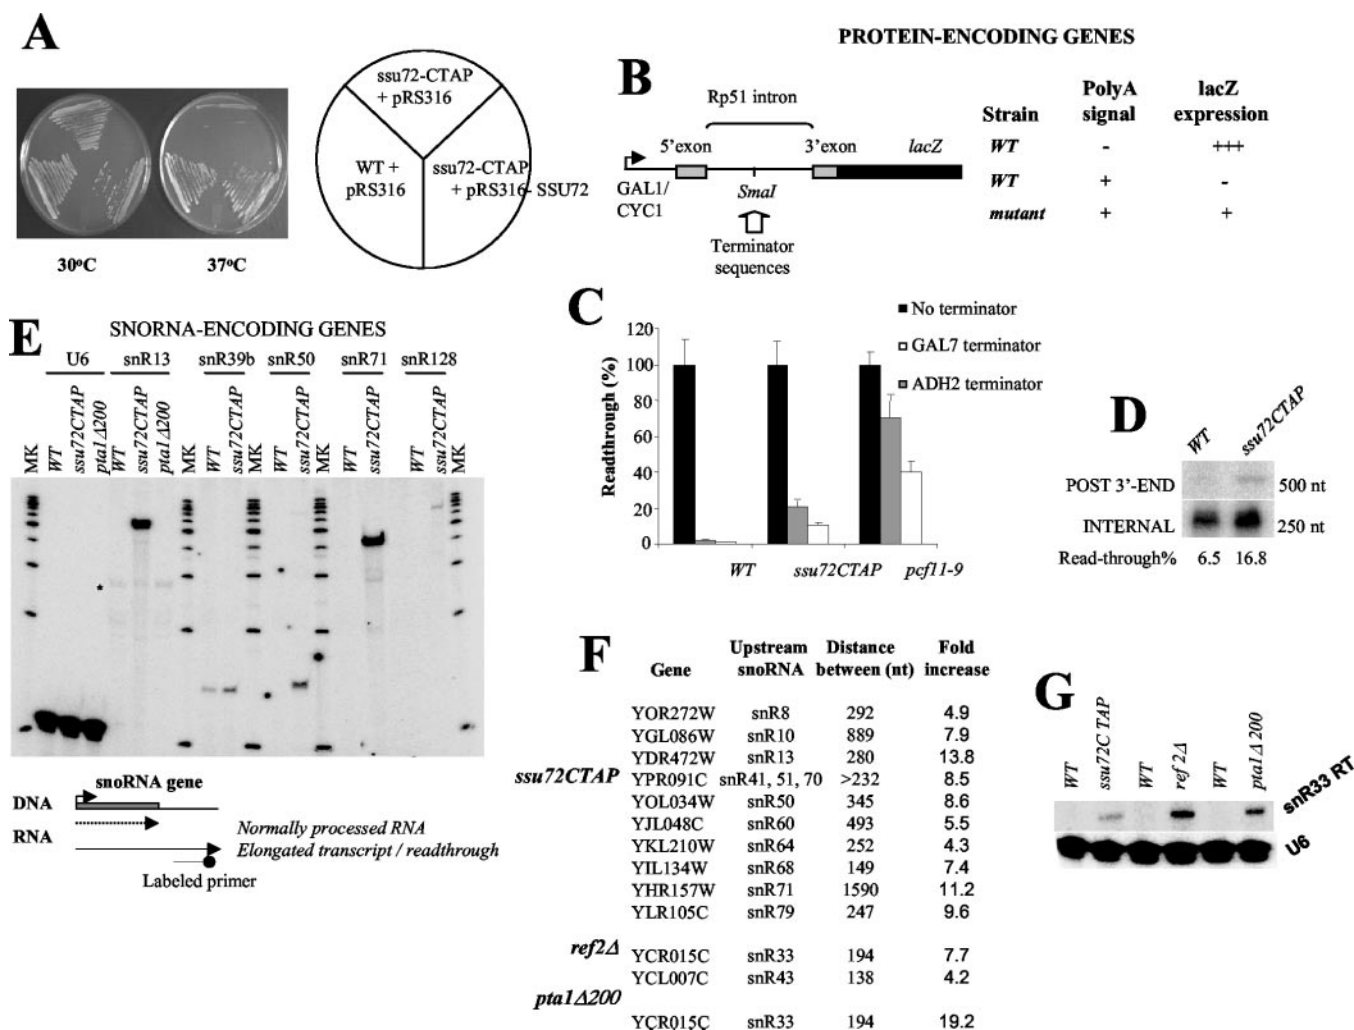 A
ssu72-CTAP
+ pRS316
WT +
pRS316
ssu72-CTAP
+ pRS316- SSU72
30ºC
37ºC
PROTEIN-ENCODING GENES
B
Rp51 intron
5'exon
3'exon
lacZ
GAL1/
CYC1
SmaI
Terminator
sequences
Strain
PolyA
signal
lacZ
expression
WT - +++
WT + -
mutant + +
C
No terminator
GAL7 terminator
ADH2 terminator
Readthrough (%)
120
100
80
60
40
20
0
WT
ssu72CTAP
pcf11-9
D
WT
ssu72CTAP
POST 3'-END
500 nt
INTERNAL
250 nt
Read-through% 6.5 16.8
E
SNORNA-ENCODING GENES
U6 snR13 snR39b snR50 snR71 snR128
MK
WT
ssu72CTAP
pta1Δ200
WT
ssu72CTAP
pta1Δ200
MK
WT
ssu72CTAP
MK
WT
ssu72CTAP
MK
WT
ssu72CTAP
WT
ssu72CTAP
MK
*
snoRNA gene
DNA
RNA
Normally processed RNA
Elongated transcript / readthrough
Labeled primer
F
Gene
Upstream
snoRNA
Distance
between (nt)
Fold
increase
ssu72CTAP
YOR272W snR8 292 4.9
YGL086W snR10 889 7.9
YDR472W snR13 280 13.8
YPR091C snR41, 51, 70 >232 8.5
YOL034W snR50 345 8.6
YJL048C snR60 493 5.5
YKL210W snR64 252 4.3
YIL134W snR68 149 7.4
YHR157W snR71 1590 11.2
YLR105C snR79 247 9.6
ref2Δ
YCR015C snR33 194 7.7
YCL007C snR43 138 4.2
pta1Δ200
YCR015C snR33 194 19.2
G
WT
ssu72C TAP
WT
ref2Δ
WT
pta1Δ200
snR33 RT
U6